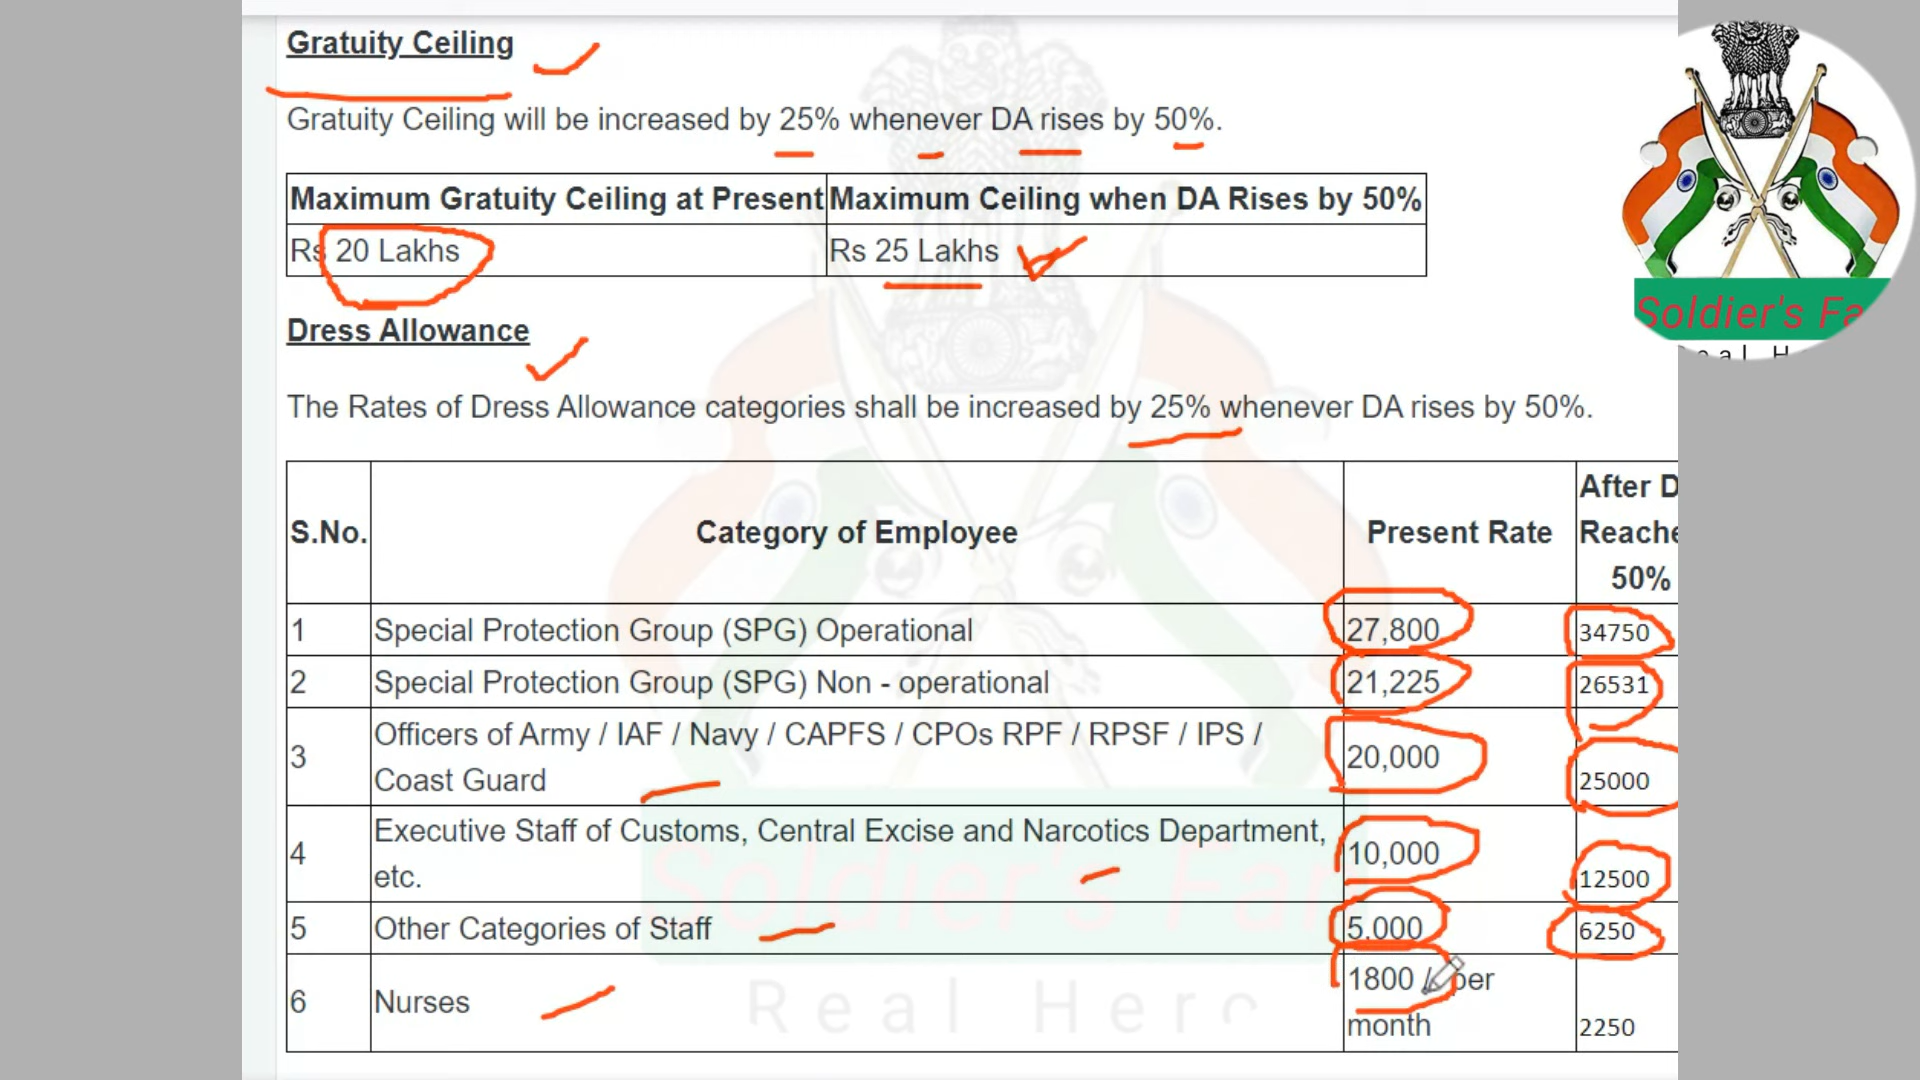 Gratuity Ceiling
Gratuity Ceiling will be increased by 25% whenever DA rises by 50%.
Maximum Gratuity Ceiling at Present Maximum Ceiling when DA Rises by 50%
Rs 20 Lakhs Rs 25 Lakhs
Dress Allowance
The Rates of Dress Allowance categories shall be increased by 25% whenever DA rises by 50%.
S.No. Category of Employee Present Rate After D
Reache
50%
1 Special Protection Group (SPG) Operational 27,800 34750
2 Special Protection Group (SPG) Non - operational 21,225 26531
3 Officers of Army / IAF / Navy / CAPFS / CPOs RPF / RPSF / IPS /
Coast Guard 20,000 25000
4 Executive Staff of Customs, Central Excise and Narcotics Department,
etc. 10,000 12500
5 Other Categories of Staff 5,000 6250
6 Nurses 1800 / per
month 2250
Soldier's Fa
Real H
Soldier's Fan
Real Hero